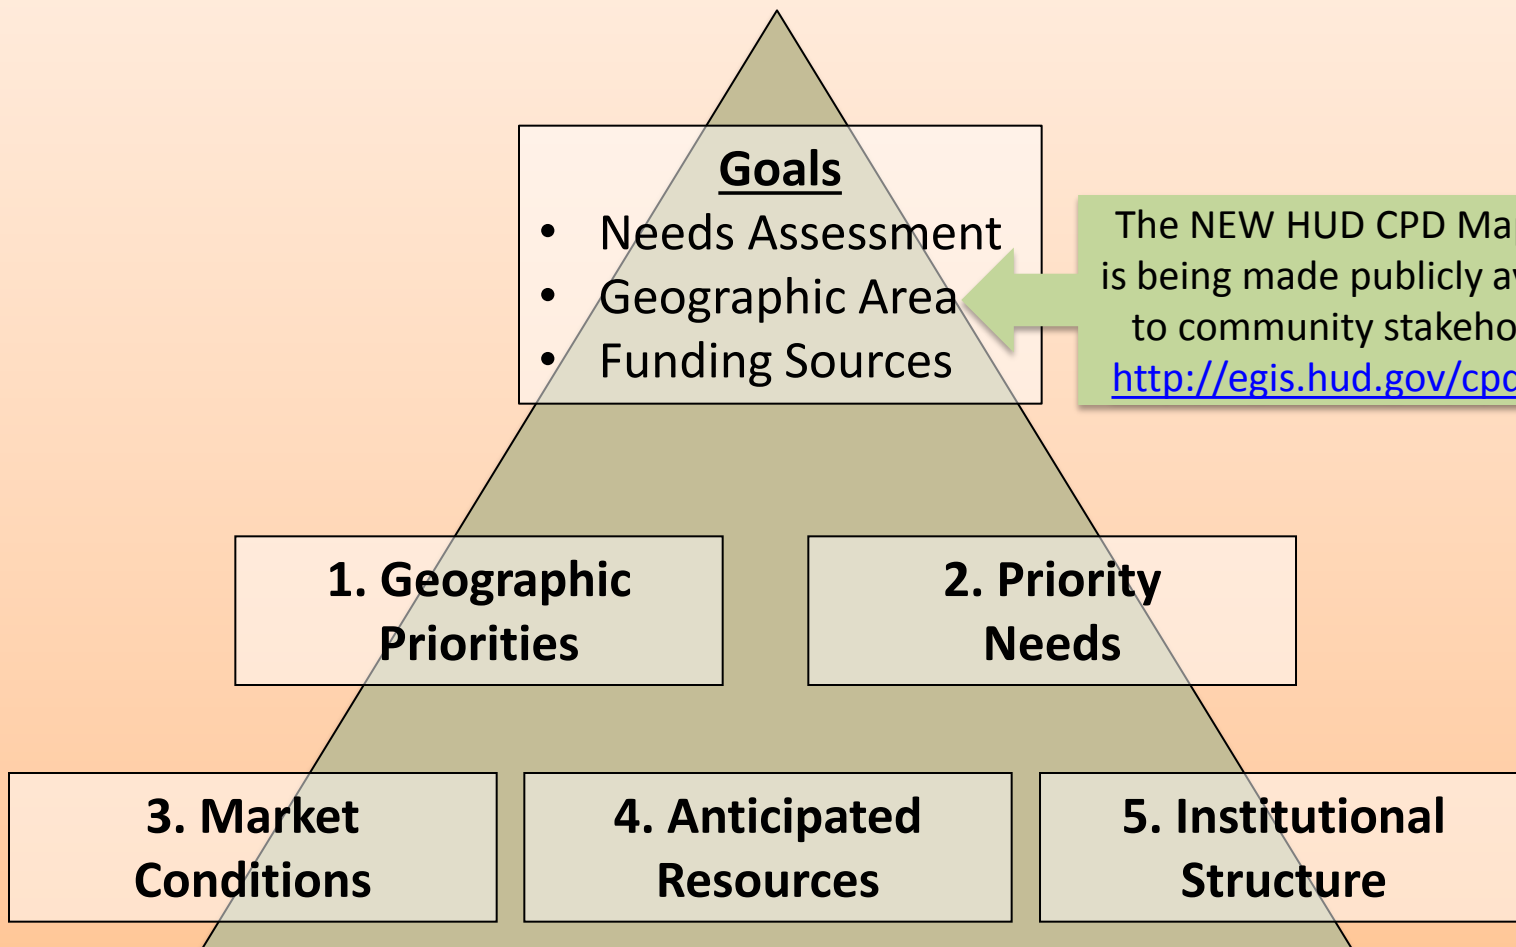 Goals
• Needs Assessment
• Geographic Area
• Funding Sources
The NEW HUD CPD
is being made publicly
to community
http://egis.hud.gov/cpd
1. Geographic
Priorities
2. Priority
Needs
3. Market
Conditions
4. Anticipated
Resources
5. Institutional
Structure